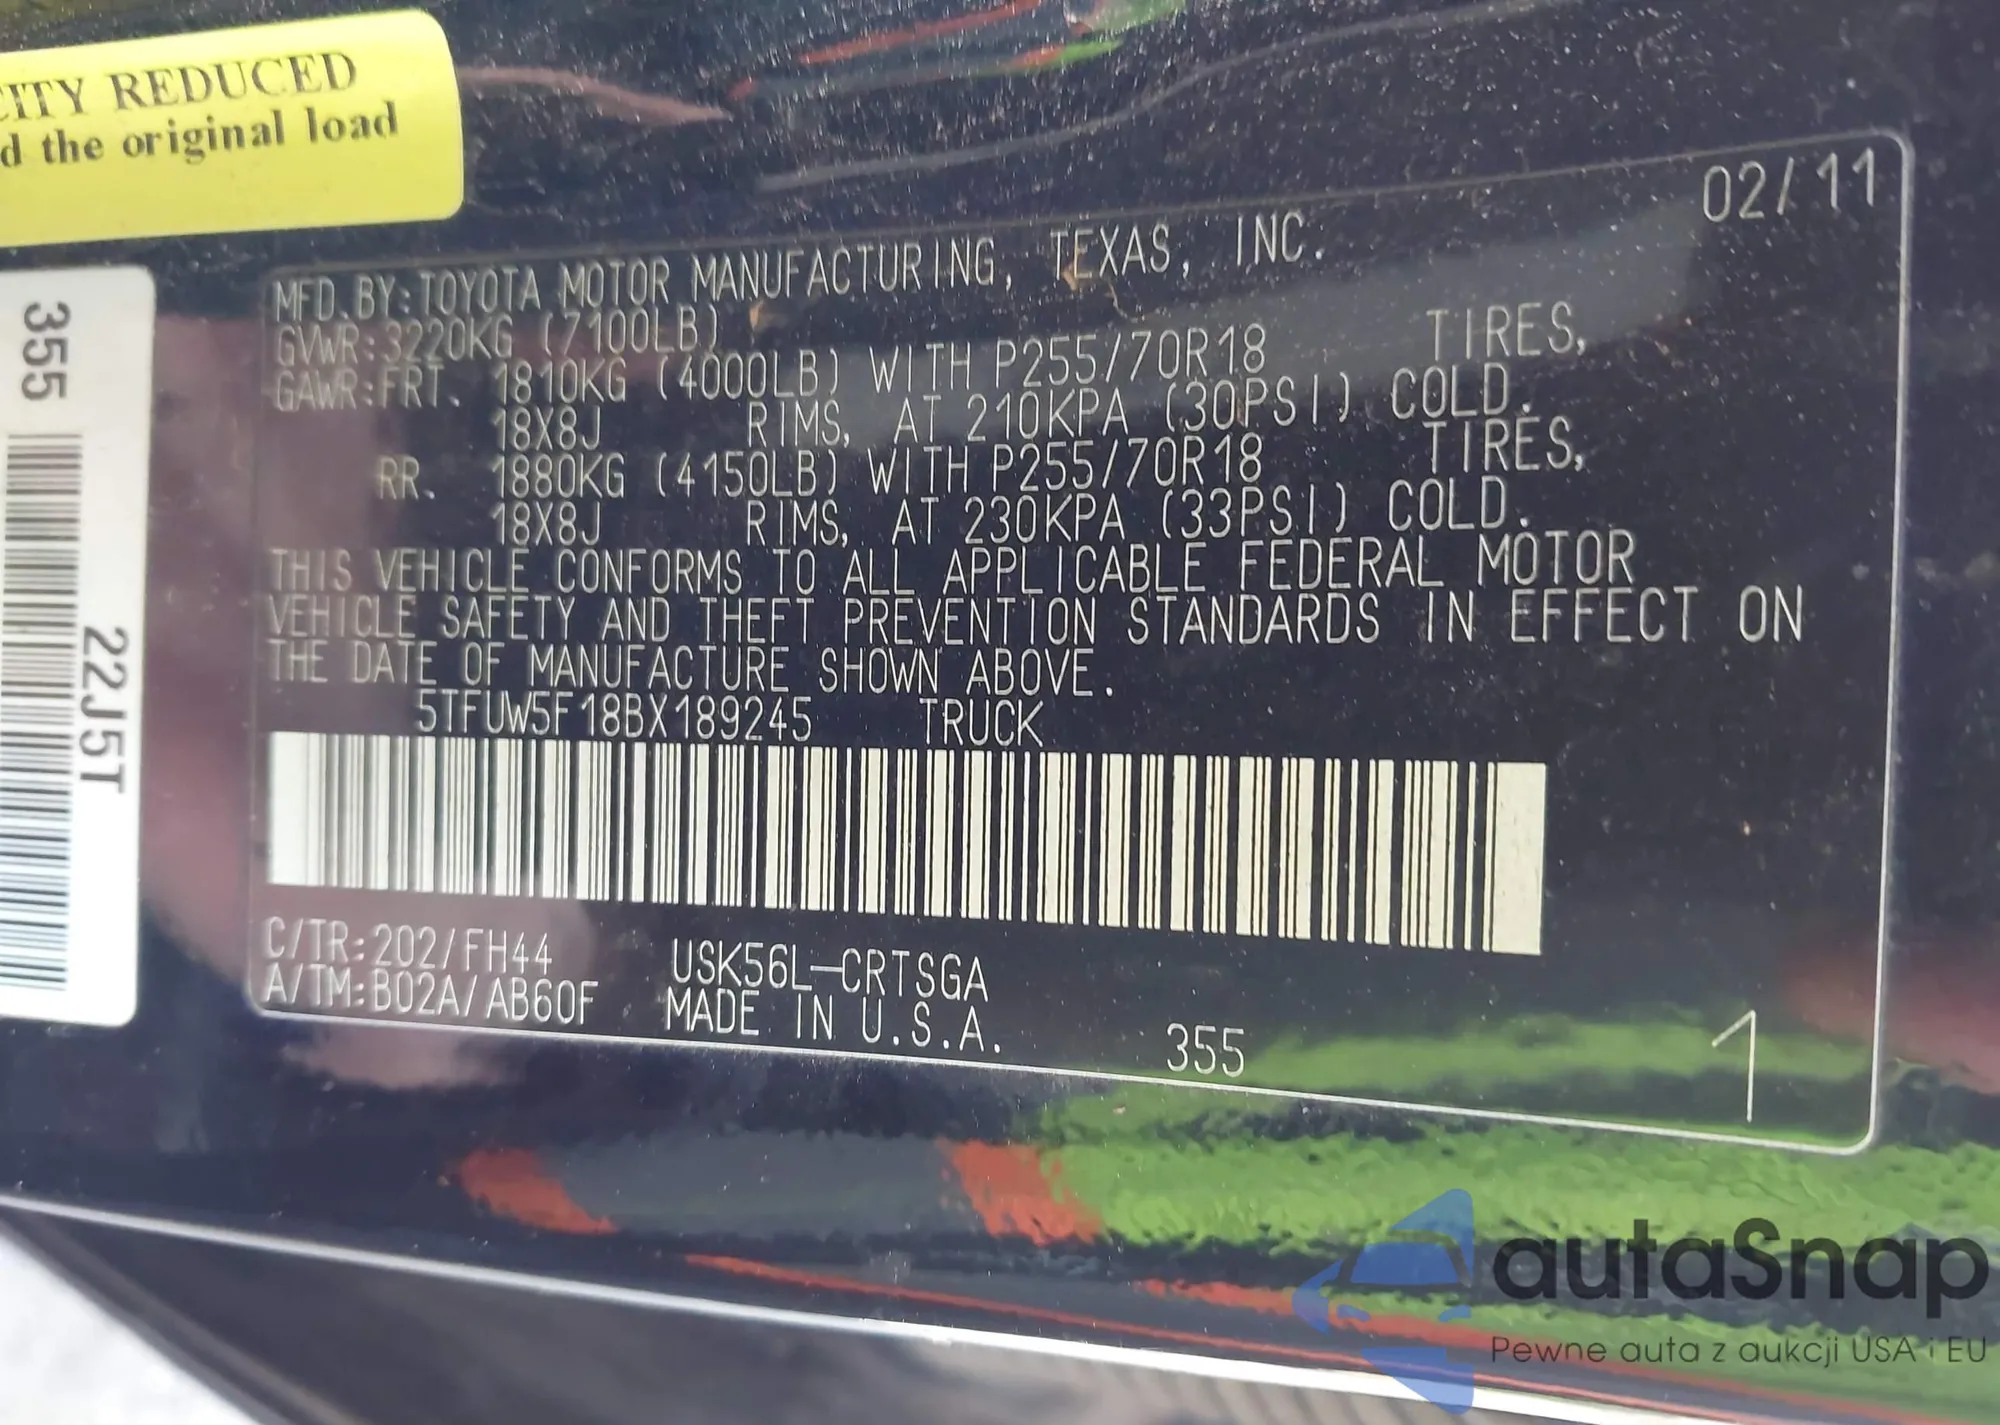 CITY REDUCED
d the original load
355
22J5T
02/11
MFD.BY:TOYOTA MOTOR MANUFACTURING, TEXAS, INC.
GVWR:3220KG (7100LB)
GAWR:FRT. 1810KG (4000LB) WITH P255/70R18 TIRES,
18X8J RIMS, AT 210KPA (30PSI) COLD.
RR. 1880KG (4150LB) WITH P255/70R18 TIRES,
18X8J RIMS, AT 230KPA (33PSI) COLD.
THIS VEHICLE CONFORMS TO ALL APPLICABLE FEDERAL MOTOR
VEHICLE SAFETY AND THEFT PREVENTION STANDARDS IN EFFECT ON
THE DATE OF MANUFACTURE SHOWN ABOVE.
5TFUW5F18BX189245 TRUCK
C/TR:202/FH44 USK56L-CRTSGA
A/TM:B02A/AB60F MADE IN U.S.A. 355
1
autaSnap
Pewne auta z aukcji USA i EU